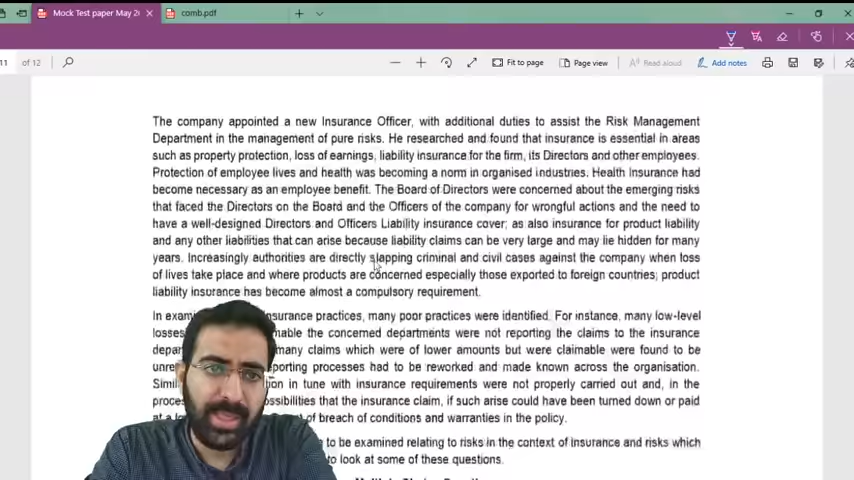 Mock Test paper May 2
comb.pdf
11 of 12
Fit to page
Page view
Read aloud
Add notes
The company appointed a new Insurance Officer, with additional duties to assist the Risk Management
Department in the management of pure risks. He researched and found that insurance is essential in areas
such as property protection, loss of earnings, liability insurance for the firm, its Directors and other employees.
Protection of employee lives and health was becoming a norm in organised industries. Health Insurance had
become necessary as an employee benefit. The Board of Directors were concerned about the emerging risks
that faced the Directors on the Board and the Officers of the company for wrongful actions and the need to
have a well-designed Directors and Officers Liability insurance cover; as also insurance for product liability
and any other liabilities that can arise because liability claims can be very large and may lie hidden for many
years. Increasingly authorities are directly slapping criminal and civil cases against the company when loss
of lives take place and where products are concerned especially those exported to foreign countries; product
liability insurance has become almost a compulsory requirement.
In insurance practices, many poor practices were identified. For instance, many low-level
losses the concerned departments were not reporting the claims to the insurance
many claims which were of lower amounts but were claimable were found to be
processes had to be reworked and made known across the organisation.
in tune with insurance requirements were not properly carried out and, in the
that the insurance claim, if such arise could have been turned down or paid
at a of breach of conditions and warranties in the policy.
to be examined relating to risks in the context of insurance and risks which
to look at some of these questions.